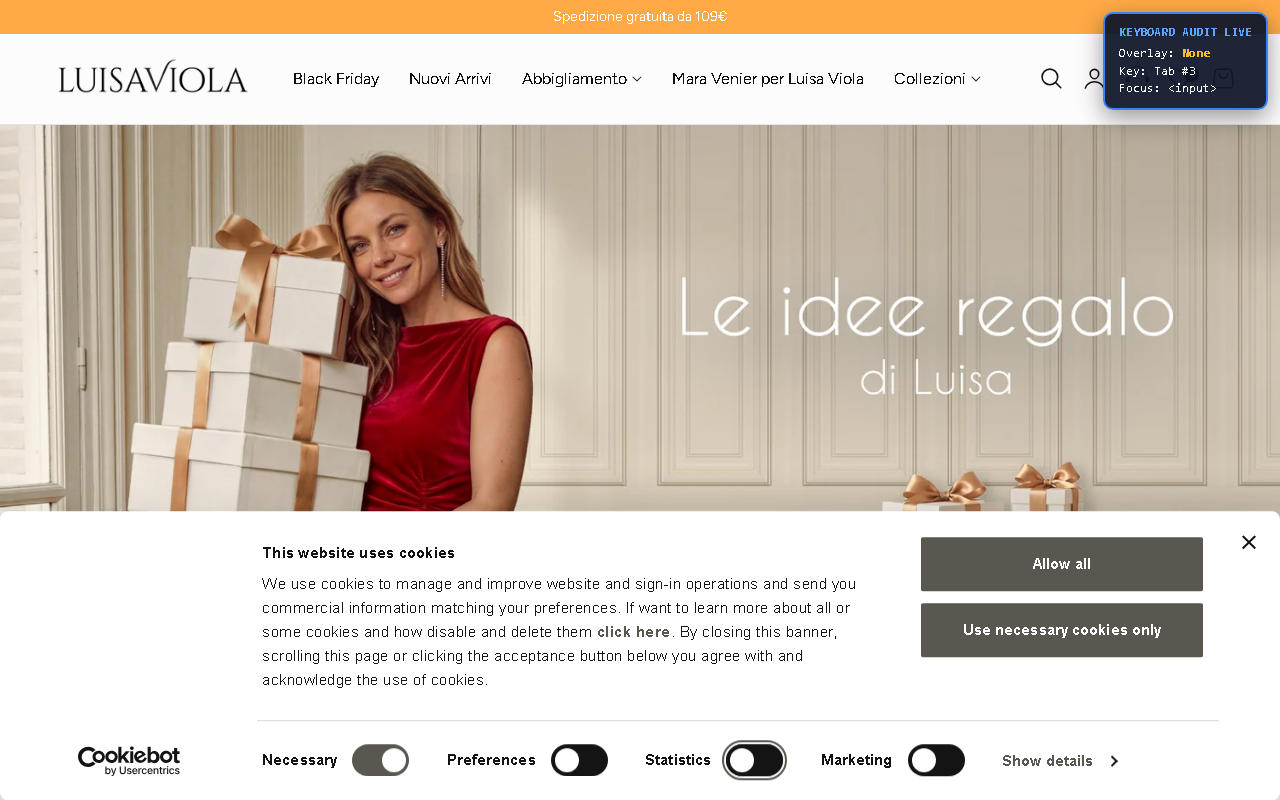 Spedizione gratuita da 109€
KEYBOARD AUDIT LIVE
Overlay: None
Key: Tab #3
Focus: <input>
LUISAVIOLA
Black Friday
Nuovi Arrivi
Abbigliamento
Mara Venier per Luisa Viola
Collezioni
Le idee regalo
di Luisa
This website uses cookies
We use cookies to manage and improve website and sign-in operations and send you
commercial information matching your preferences. If want to learn more about all or
some cookies and how disable and delete them click here. By closing this banner,
scrolling this page or clicking the acceptance button below you agree with and
acknowledge the use of cookies.
Allow all
Use necessary cookies only
Cookiebot
by Usercentrics
Necessary
Preferences
Statistics
Marketing
Show details